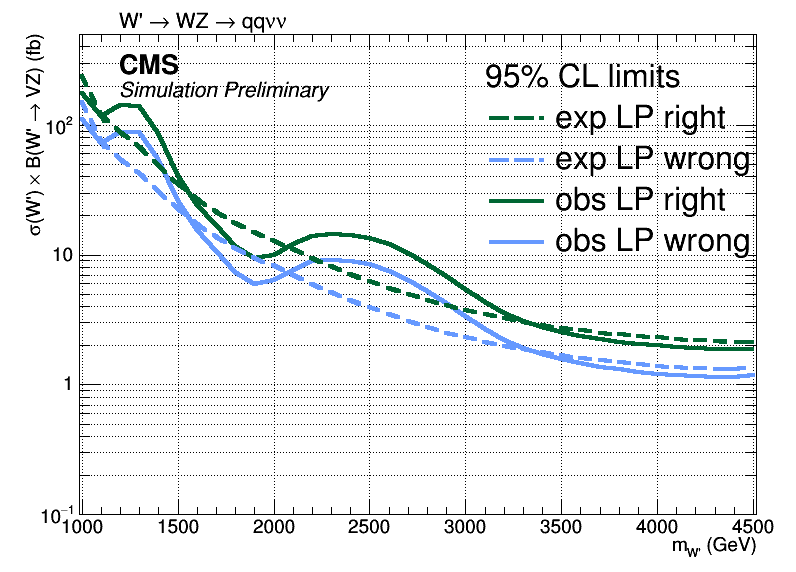 W' → WZ → qqνν
CMS
Simulation Preliminary
95% CL limits
exp LP right
exp LP wrong
obs LP right
obs LP wrong
σ(W') × B(W' → VZ) (fb)
10²
10
1
10⁻¹
1000 1500 2000 2500 3000 3500 4000 4500
m_W' (GeV)